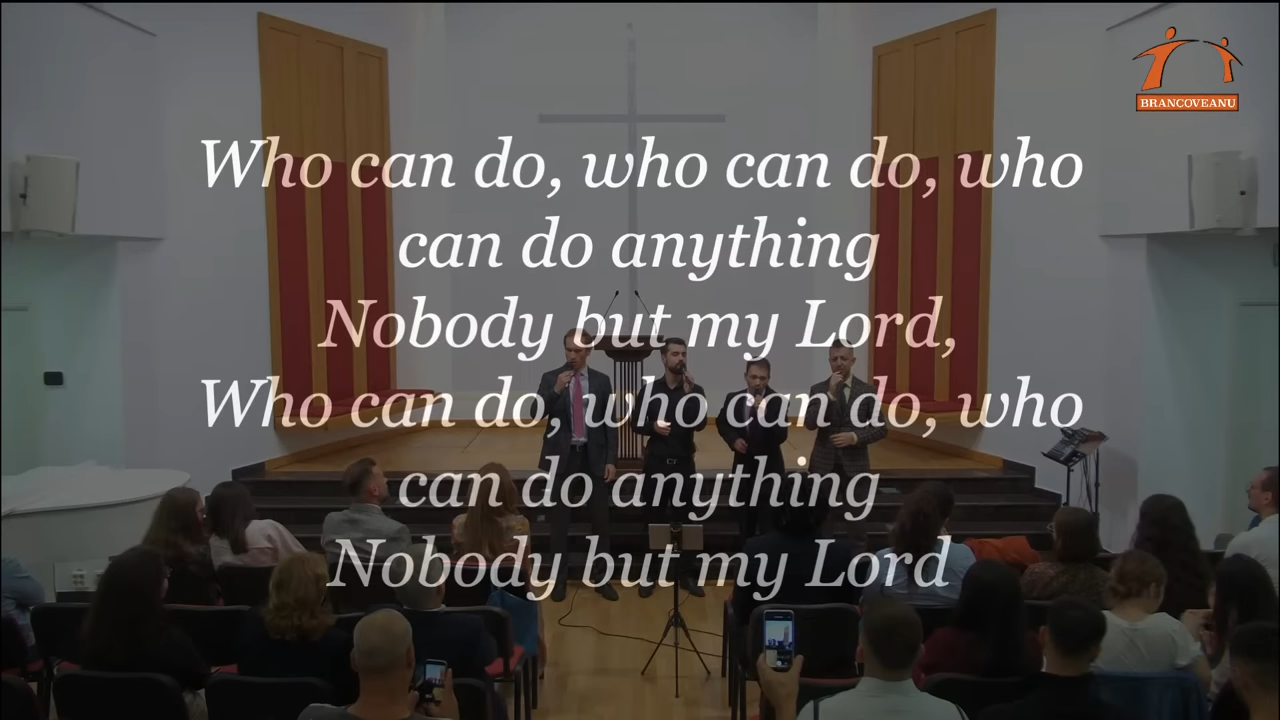 BRANCOVEANU
Who can do, who can do, who
can do anything
Nobody but my Lord,
Who can do, who can do, who
can do anything
Nobody but my Lord